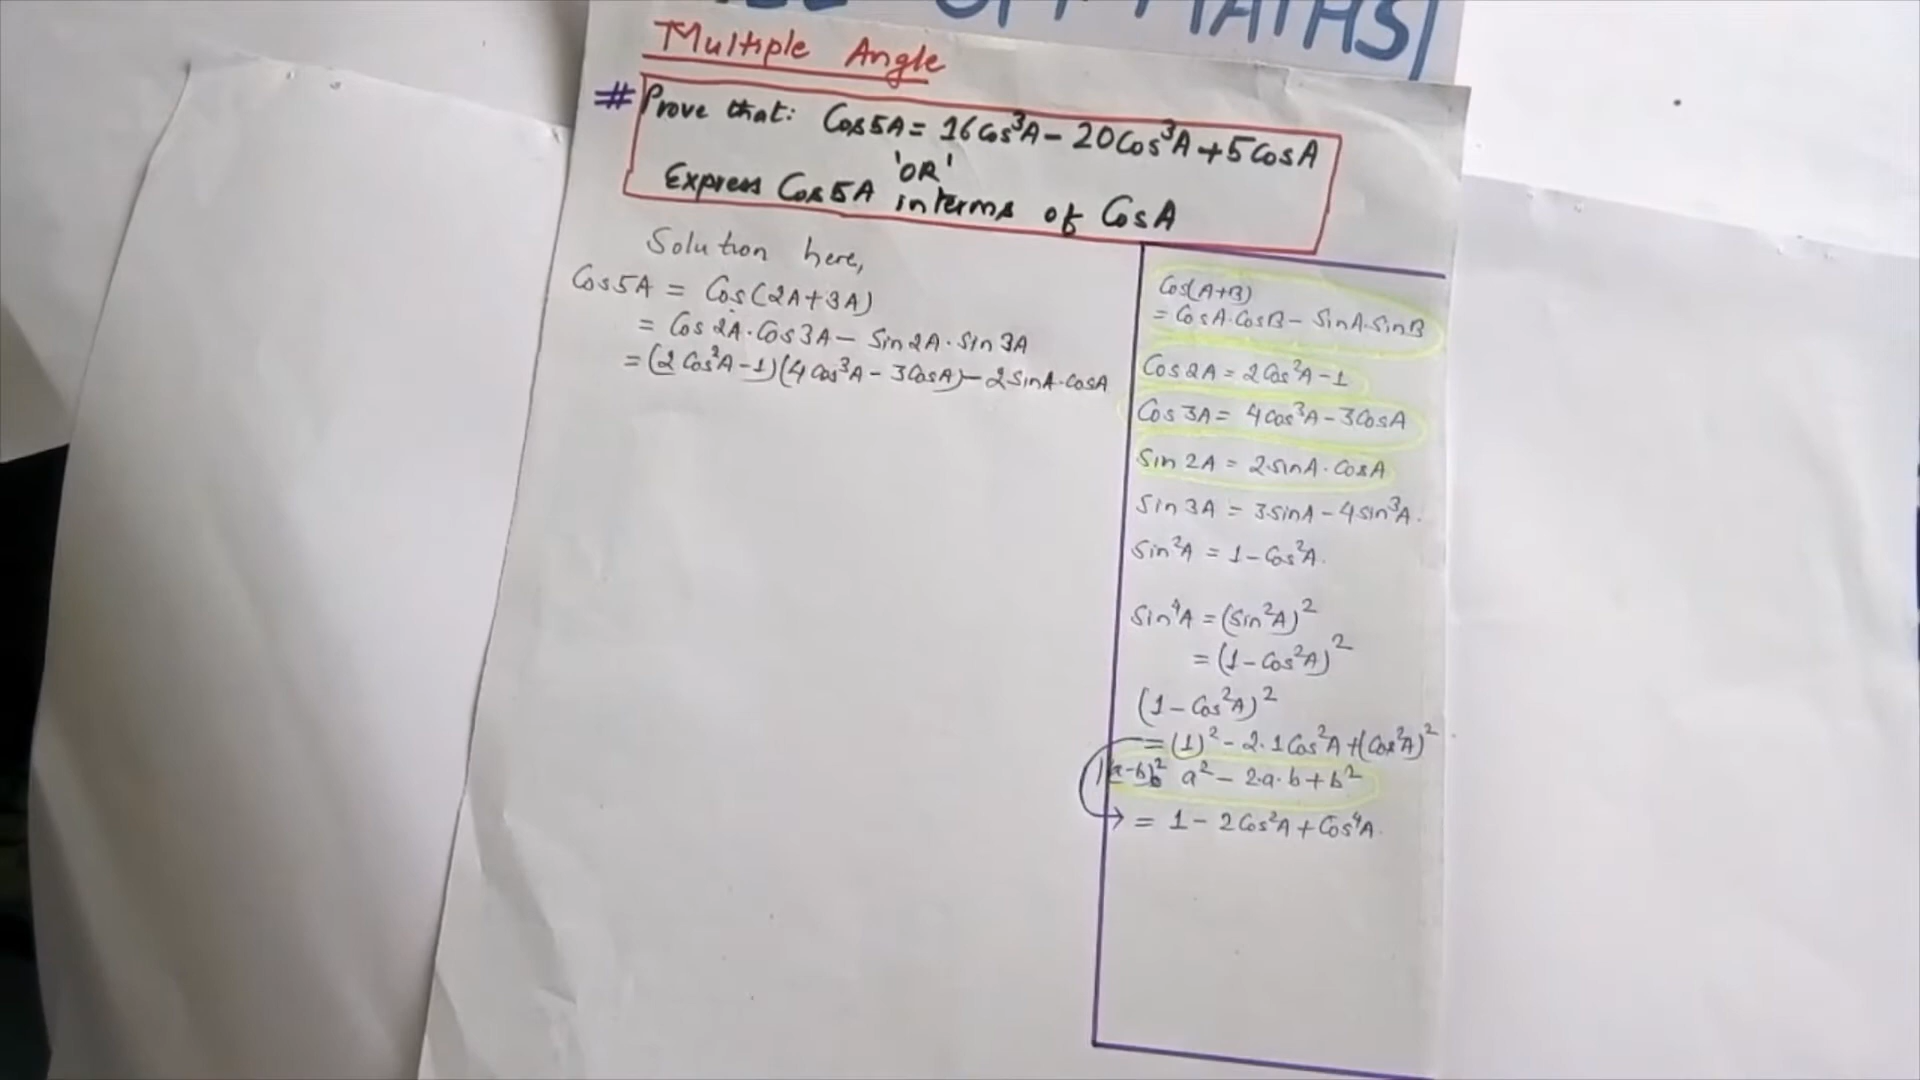 MATHS
Multiple Angle
# Prove that: Cos5A = 16Cos³A - 20Cos³A + 5CosA
'OR'
Express Cos5A interms of CosA
Solution here,
Cos5A = Cos(2A+3A)
= Cos2A·Cos3A - Sin2A·Sin3A
= (2Cos²A-1)(4Cos³A - 3CosA) - 2SinA·CosA
Cos(A+B)
= CosA·CosB - SinA·SinB
Cos2A = 2Cos²A - 1
Cos3A = 4Cos³A - 3CosA
Sin2A = 2SinA·CosA
Sin3A = 3SinA - 4Sin³A.
Sin²A = 1 - Cos²A.
Sin⁴A = (Sin²A)²
= (1 - Cos²A)²
(1 - Cos²A)²
= (1)² - 2·1Cos²A + (Cos²A)²
(a-b)² a² - 2·a·b + b²
= 1 - 2Cos²A + Cos⁴A.